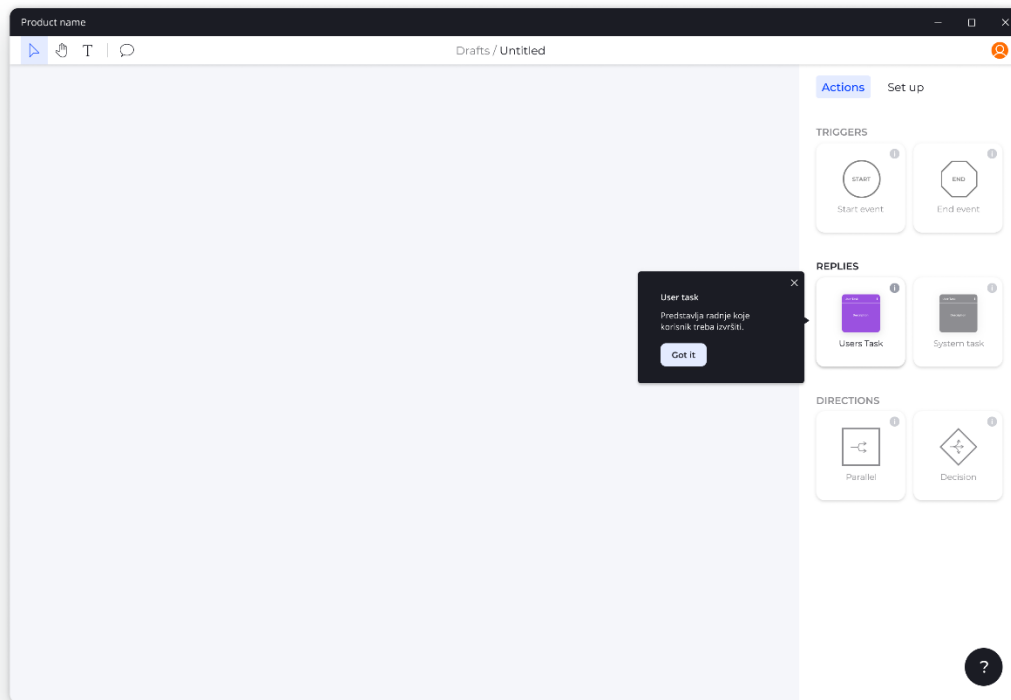 Product name
Drafts / Untitled
Actions
Set up
TRIGGERS
START
Start event
END
End event
REPLIES
Users Task
System task
User task
Predstavlja radnje koje
korisnik treba izvršiti.
Got it
DIRECTIONS
Parallel
Decision
?